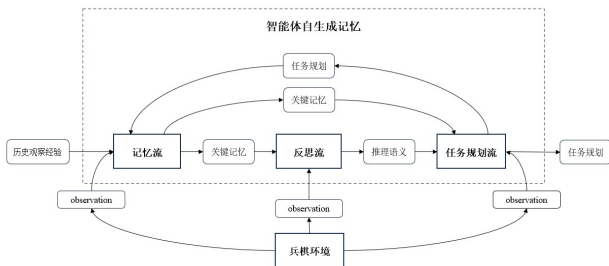 智能体自生成记忆
任务规划
关键记忆
历史观察经验
记忆流
关键记忆
反思流
推理语义
任务规划流
任务规划
observation
observation
observation
兵棋环境